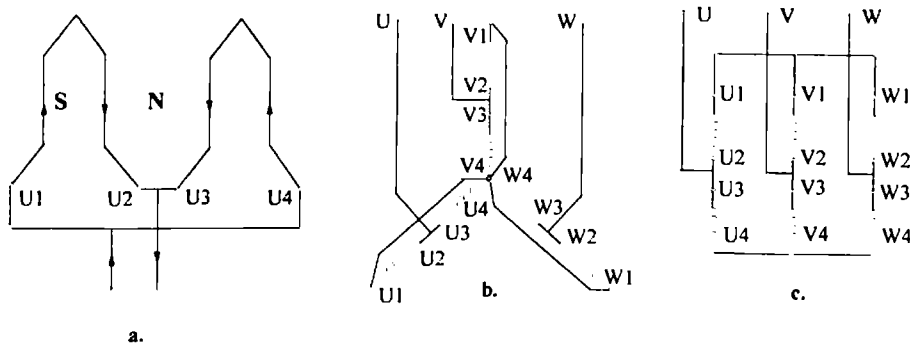 S N
U1 U2 U3 U4
a.
U V W
V1
V2
V3
V4 W4
U4
U3 W3
U2 W2
U1 W1
b.
U V W
U1 V1 W1
U2 V2 W2
U3 V3 W3
U4 V4 W4
c.